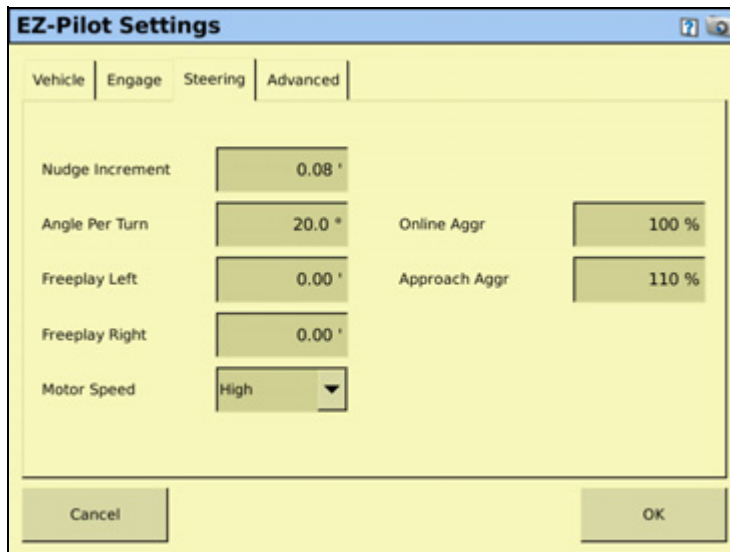 EZ-Pilot Settings
?
Vehicle Engage Steering Advanced
Nudge Increment 0.08 '
Angle Per Turn 20.0 ° Online Aggr 100 %
Freeplay Left 0.00 ' Approach Aggr 110 %
Freeplay Right 0.00 '
Motor Speed High
Cancel OK